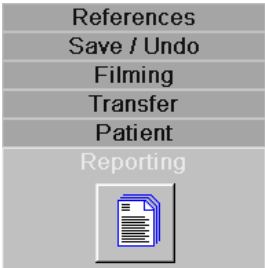 References
Save / Undo
Filming
Transfer
Patient
Reporting